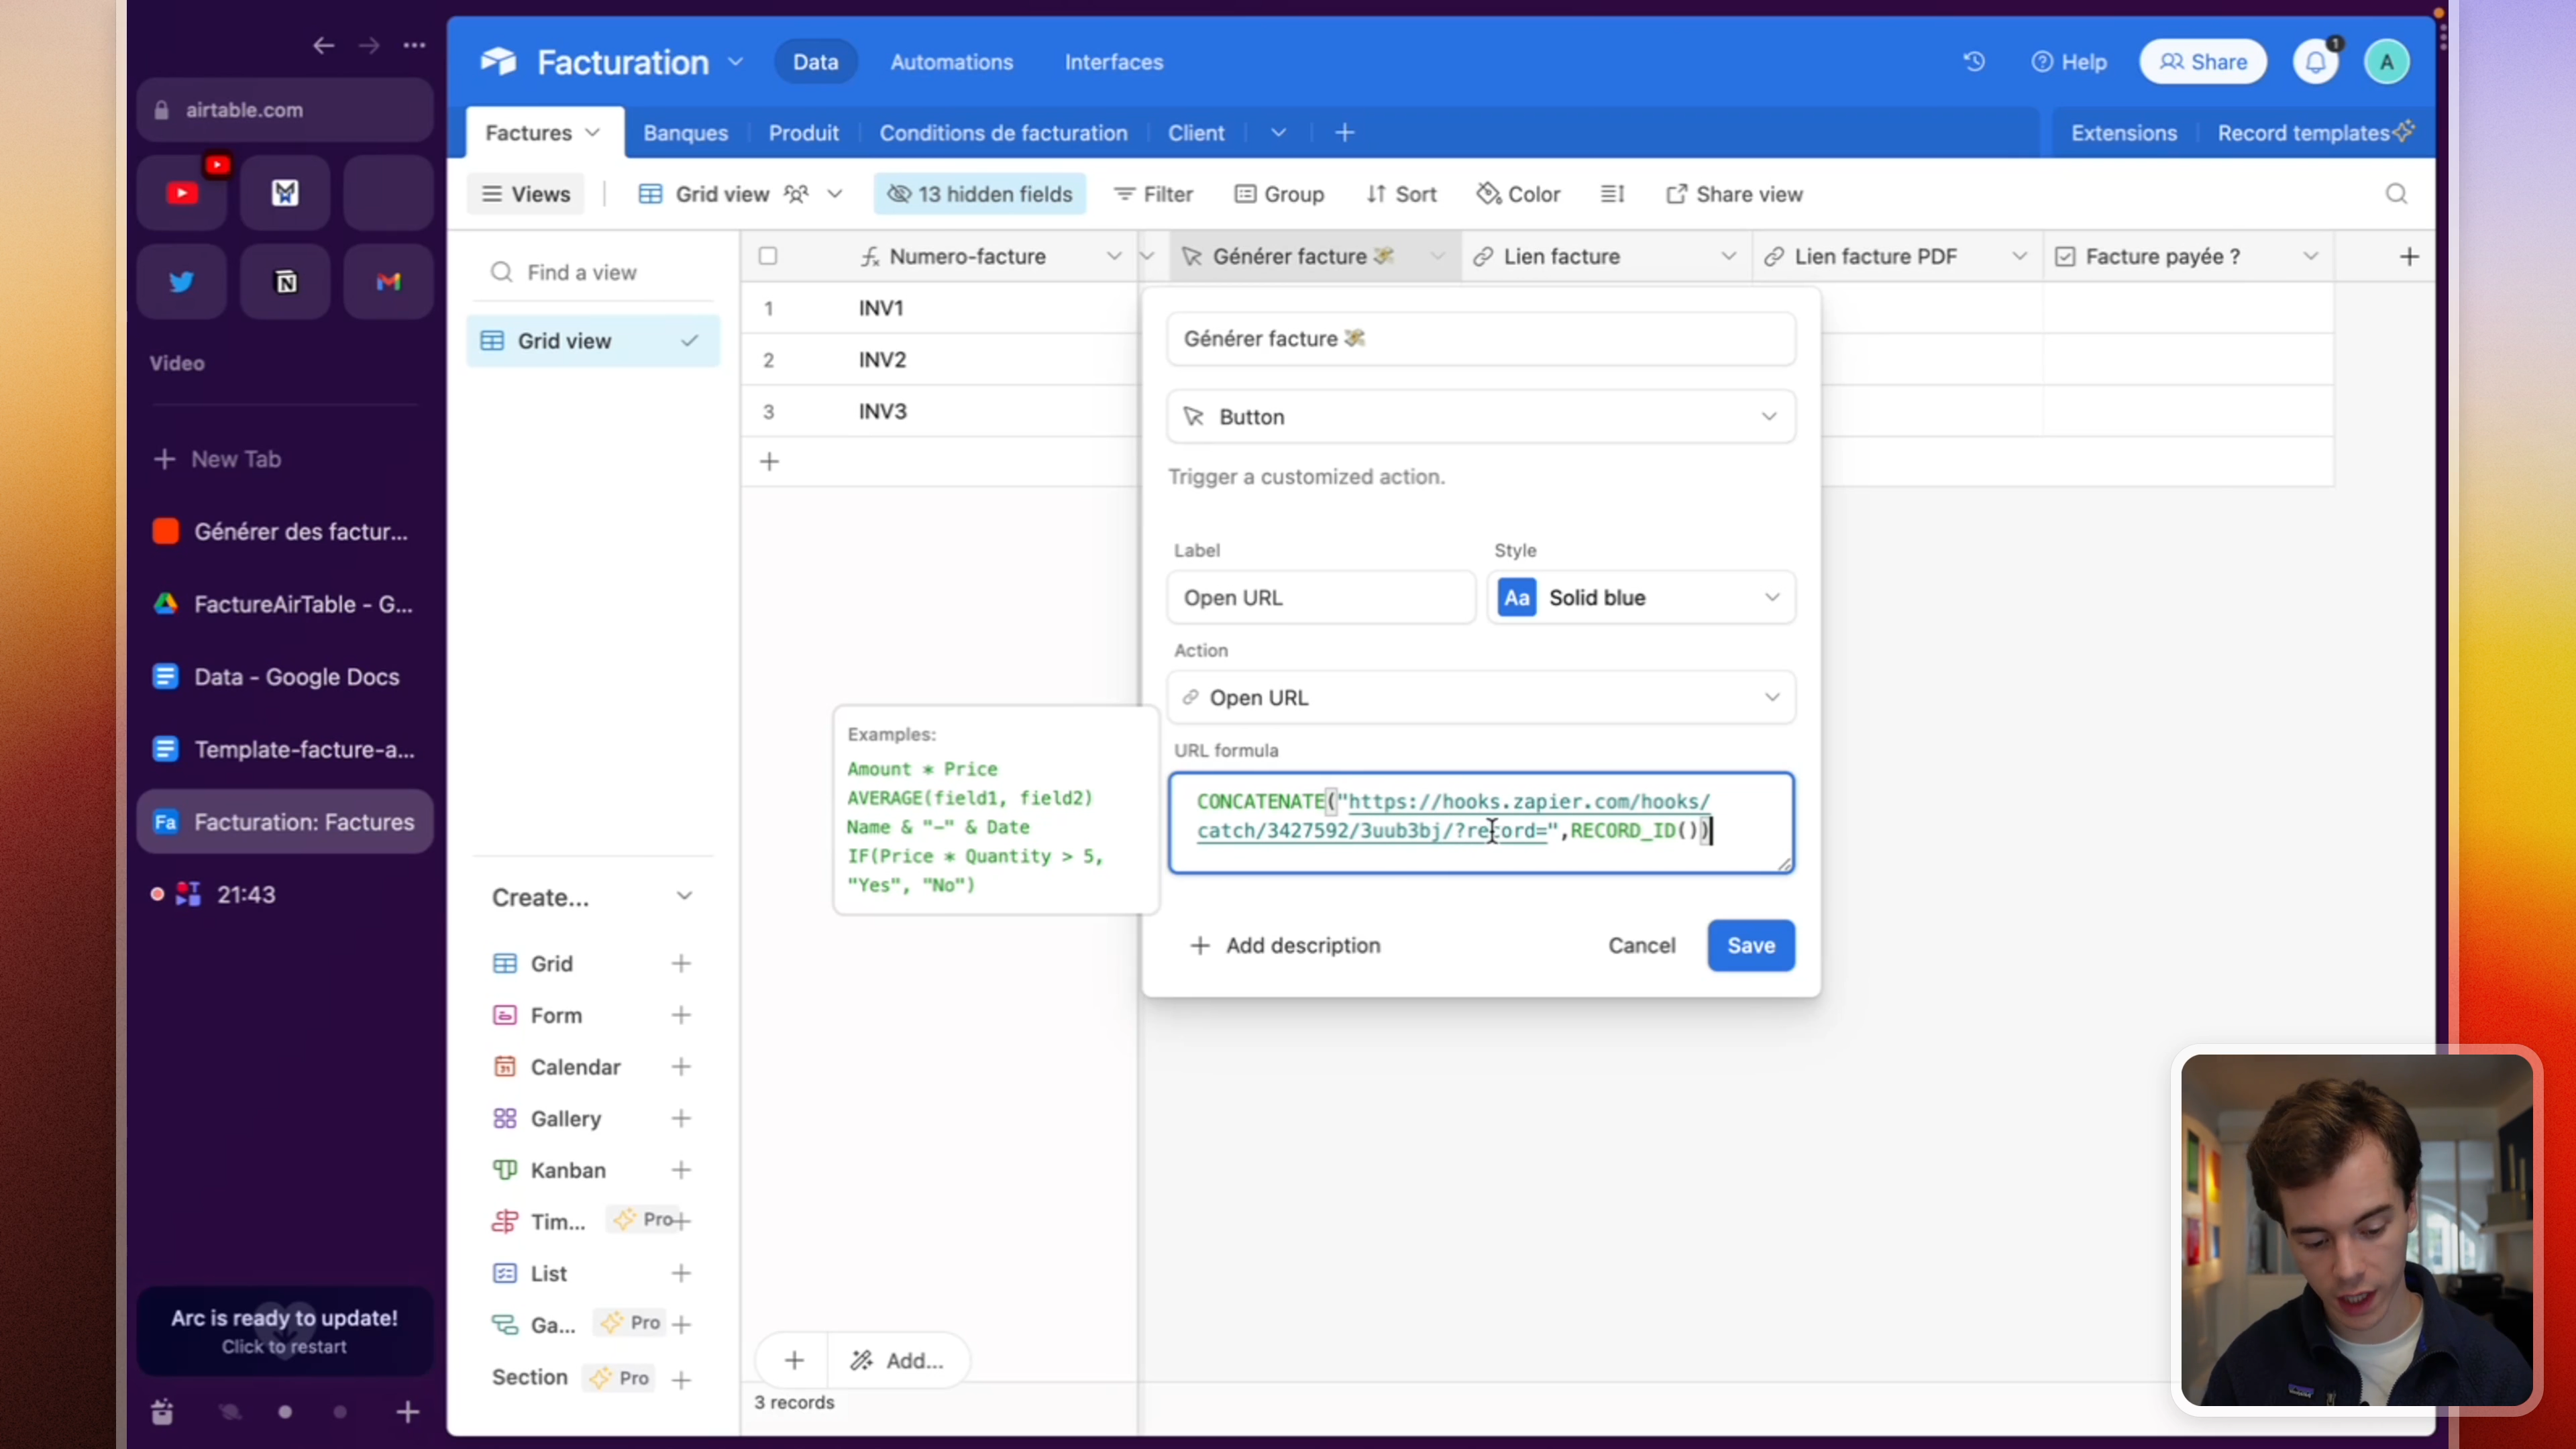 airtable.com
Video
New Tab
Générer des factur...
FactureAirTable - G...
Data - Google Docs
Template-facture-a...
Fa Facturation: Factures
21:43
Arc is ready to update!
Click to restart
Facturation
Data
Automations
Interfaces
Help
Share
1
A
Factures
Banques
Produit
Conditions de facturation
Client
Extensions
Record templates
Views
Grid view
13 hidden fields
Filter
Group
Sort
Color
Share view
Find a view
Grid view
Create...
Grid
Form
Calendar
Gallery
Kanban
Tim... Pro
List
Ga... Pro
Section Pro
Numero-facture
Générer facture 💸
Lien facture
Lien facture PDF
Facture payée ?
1 INV1
2 INV2
3 INV3
Générer facture 💸
Button
Trigger a customized action.
Label
Style
Open URL
Aa Solid blue
Action
Open URL
URL formula
CONCATENATE("https://hooks.zapier.com/hooks/
catch/3427592/3uub3bj/?record=",RECORD_ID())
Add description
Cancel
Save
Examples:
Amount * Price
AVERAGE(field1, field2)
Name & "-" & Date
IF(Price * Quantity > 5,
"Yes", "No")
Add...
3 records